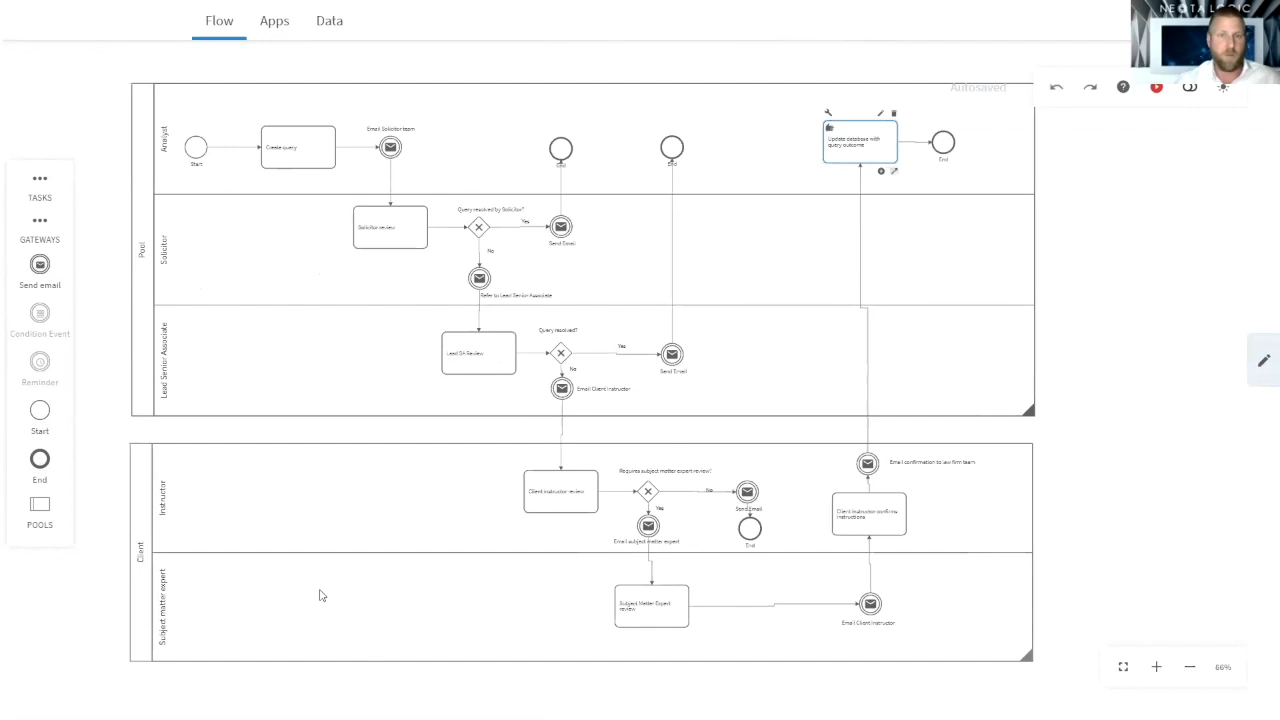 Flow
Apps
Data
NEOTA LOGIC
Autosaved
TASKS
GATEWAYS
Send email
Condition Event
Reminder
Start
End
POOLS
Pool
Analyst
Solicitor
Lead Senior Associate
Start
Create query
Email Solicitor team
End
End
Update database with
query outcome
End
Solicitor review
Query resolved by Solicitor?
Yes
Send Email
No
Refer to Lead Senior Associate
Lead SA Review
Query resolved?
Yes
Send Email
No
Email Client Instructor
Client
Instructor
Subject matter expert
Client instructor review
Requires subject matter expert review?
No
Send Email
Yes
End
Email subject matter expert
Email confirmation to law firm team
Client instructor confirms
instructions
Subject Matter Expert
review
Email Client Instructor
66%